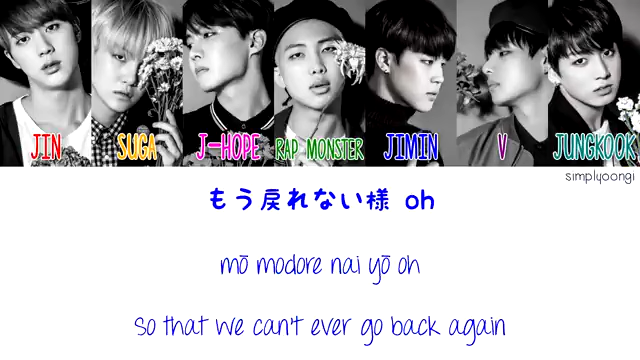 JIN SUGA J-HOPE RAP MONSTER JIMIN V JUNGKOOK
simplyoongi
もう戻れない様 oh
mō modore nai yō oh
So that we can't ever go back again